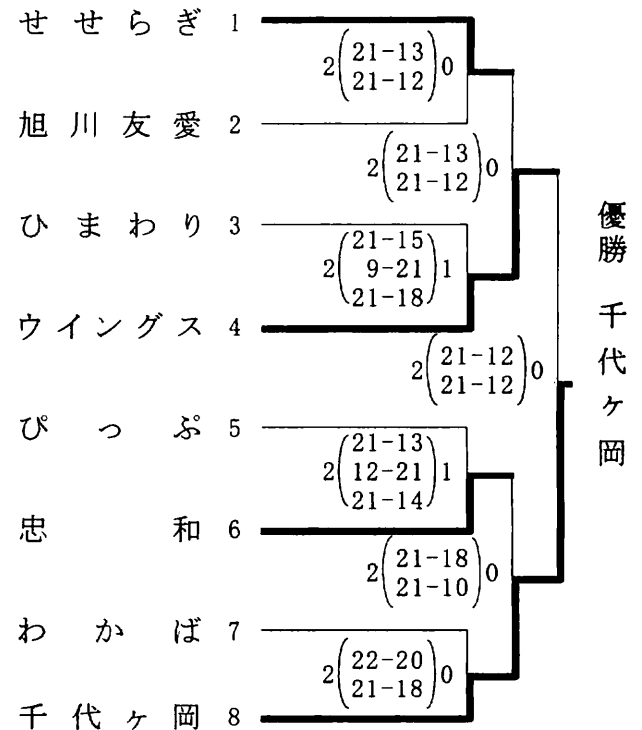 せせらぎ 1
2(21-13 21-12)0
旭川友愛 2
2(21-13 21-12)0
ひまわり 3
2(21-15 9-21 21-18)1
ウイングス 4
2(21-12 21-12)0
ぴっぷ 5
2(21-13 12-21 21-14)1
忠和 6
2(21-18 21-10)0
わかば 7
2(22-20 21-18)0
千代ヶ岡 8
優勝 千代ヶ岡